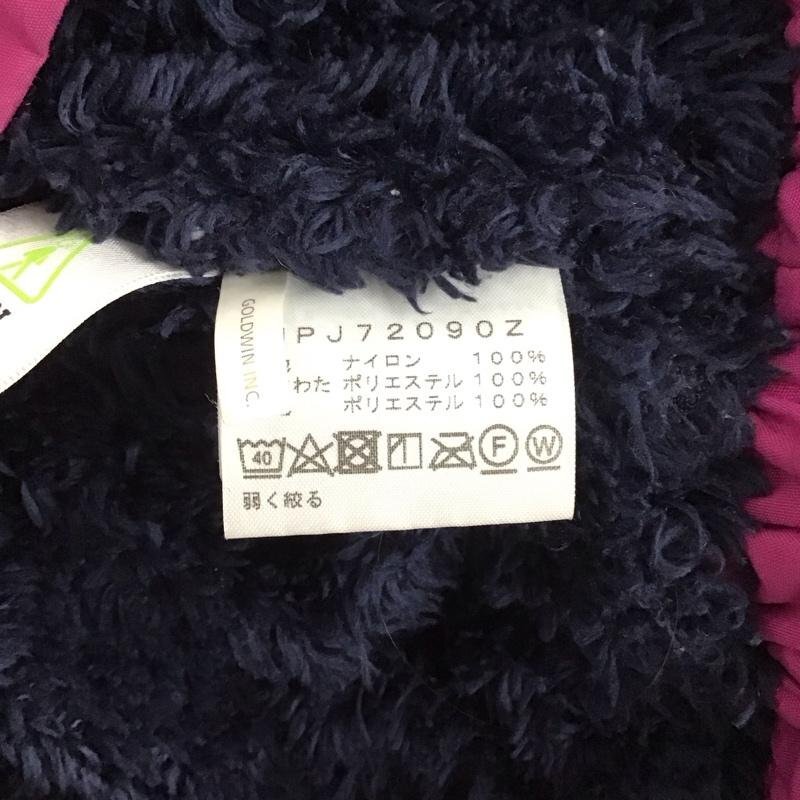 GOLDWIN INC.
PJ72090Z
ナイロン 100%
わた ポリエステル 100%
ポリエステル 100%
40 F W
弱く絞る